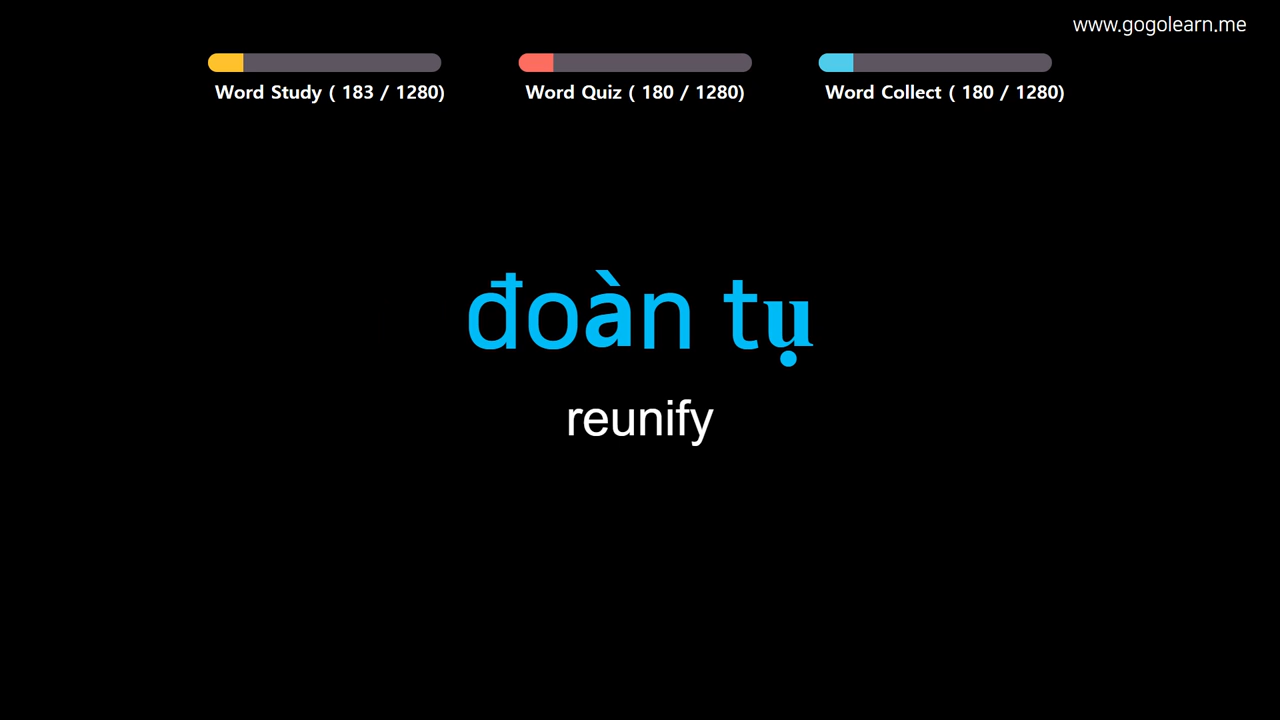 www.gogolearn.me
Word Study ( 183 / 1280)
Word Quiz ( 180 / 1280)
Word Collect ( 180 / 1280)
đoàn tụ
reunify